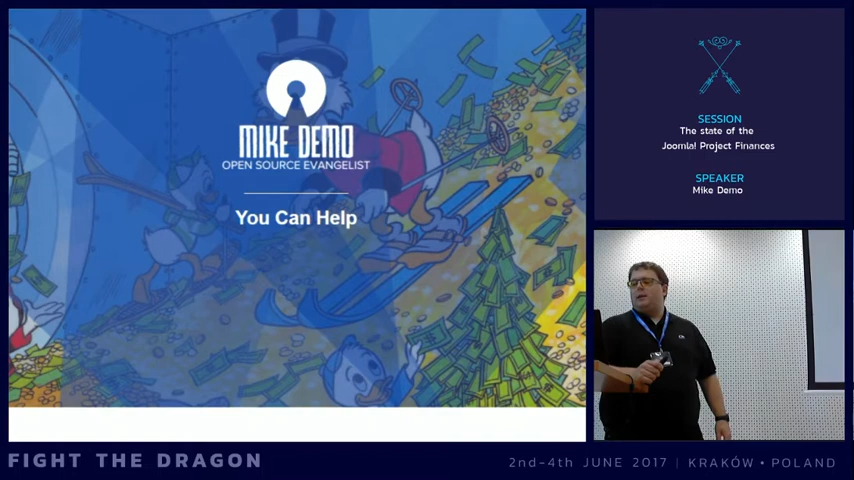 MIKE DEMO
OPEN SOURCE EVANGELIST
You Can Help
SESSION
The state of the
Joomla! Project Finances
SPEAKER
Mike Demo
FIGHT THE DRAGON
2nd-4th JUNE 2017 | KRAKÓW • POLAND